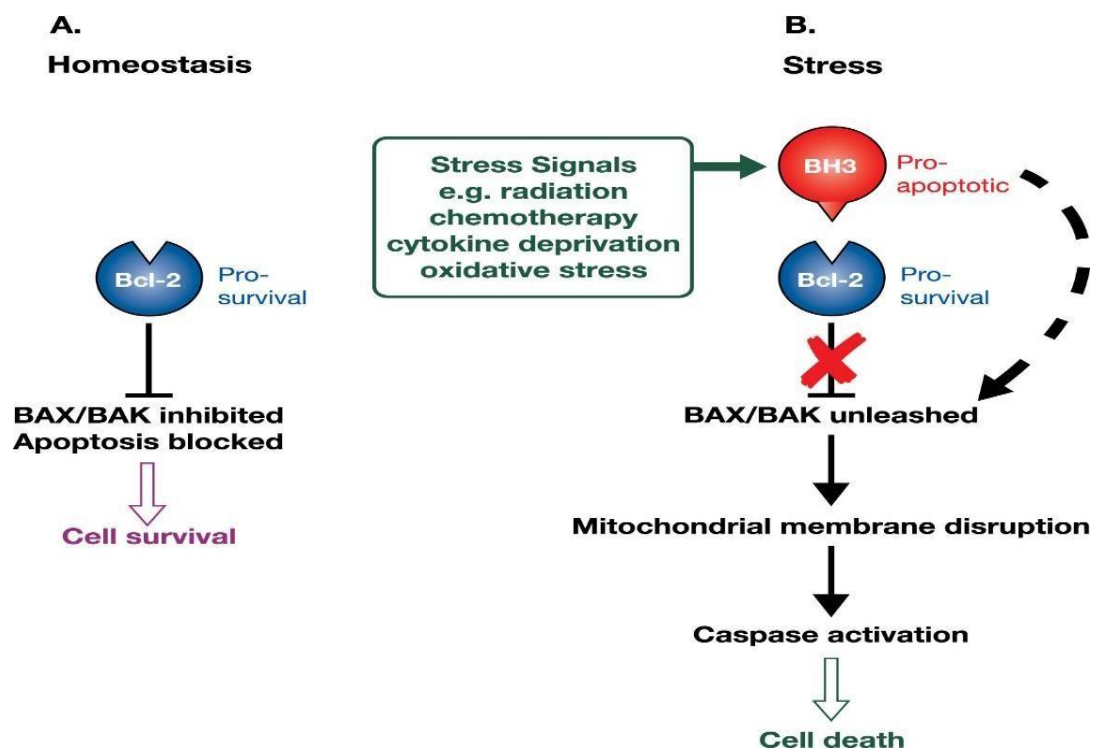 A.
Homeostasis
Bcl-2
Pro-
survival
BAX/BAK inhibited
Apoptosis blocked
Cell survival
B.
Stress
Stress Signals
e.g. radiation
chemotherapy
cytokine deprivation
oxidative stress
BH3
Pro-
apoptotic
Bcl-2
Pro-
survival
BAX/BAK unleashed
Mitochondrial membrane disruption
Caspase activation
Cell death